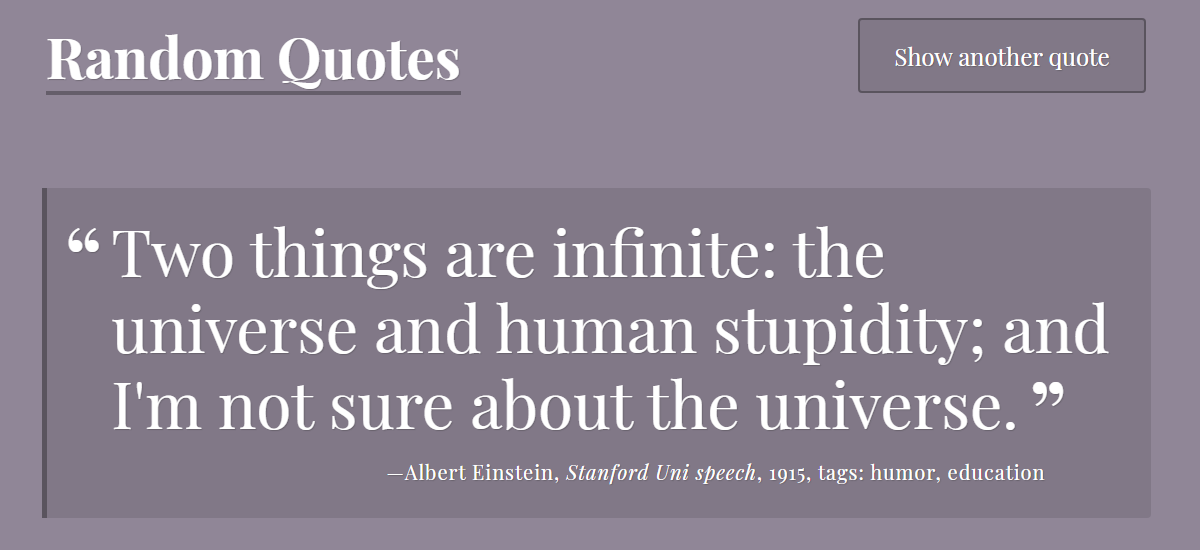 Random Quotes
Show another quote
“ Two things are infinite: the
universe and human stupidity; and
I'm not sure about the universe. ”
—Albert Einstein, Stanford Uni speech, 1915, tags: humor, education